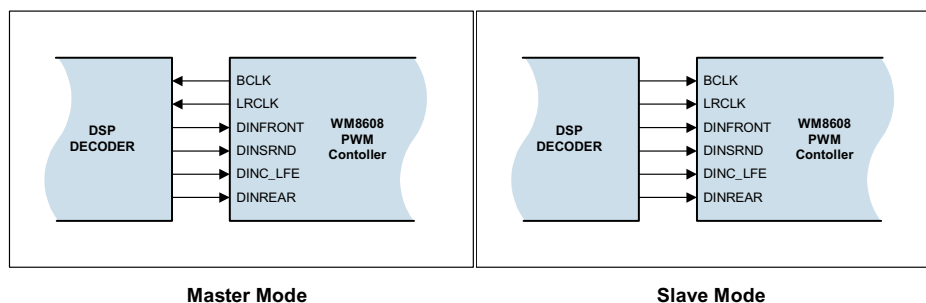 DSP
DECODER
BCLK
LRCLK
DINFRONT
DINSRND
DINC_LFE
DINREAR
WM8608
PWM
Contoller
Master Mode
DSP
DECODER
BCLK
LRCLK
DINFRONT
DINSRND
DINC_LFE
DINREAR
WM8608
PWM
Contoller
Slave Mode